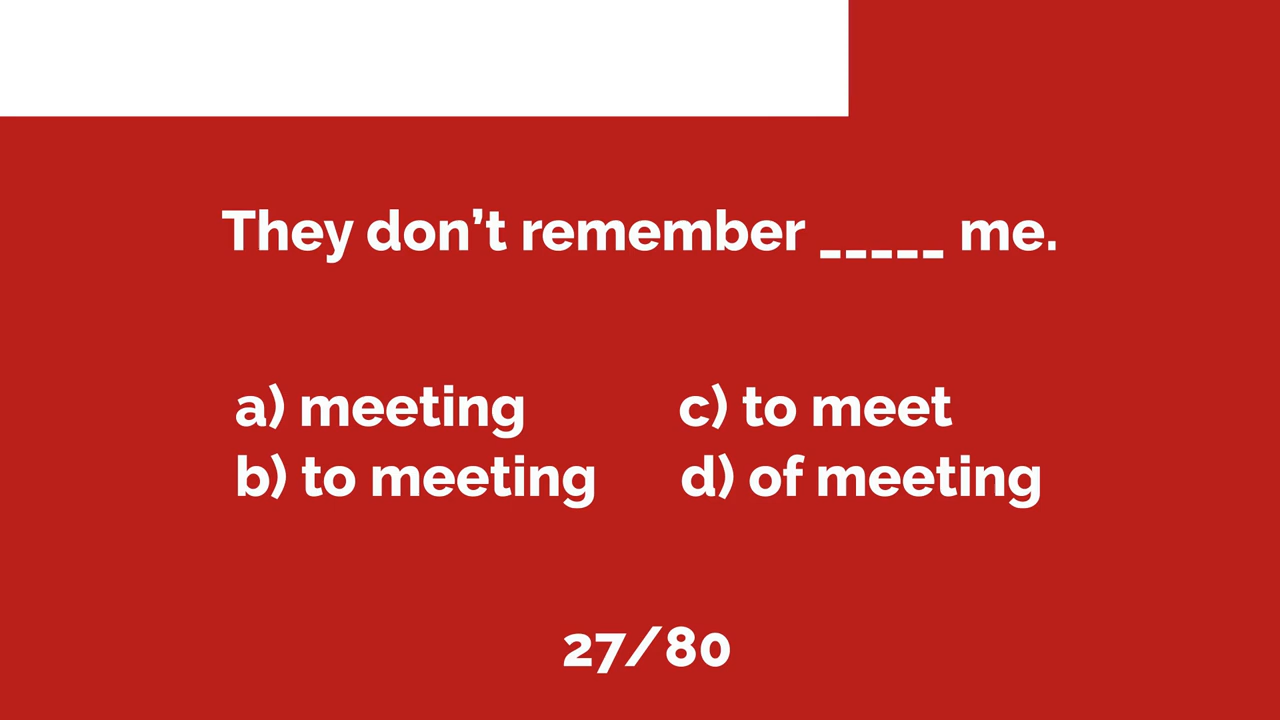 They don’t remember _____ me.
a) meeting
b) to meeting
c) to meet
d) of meeting
27/80